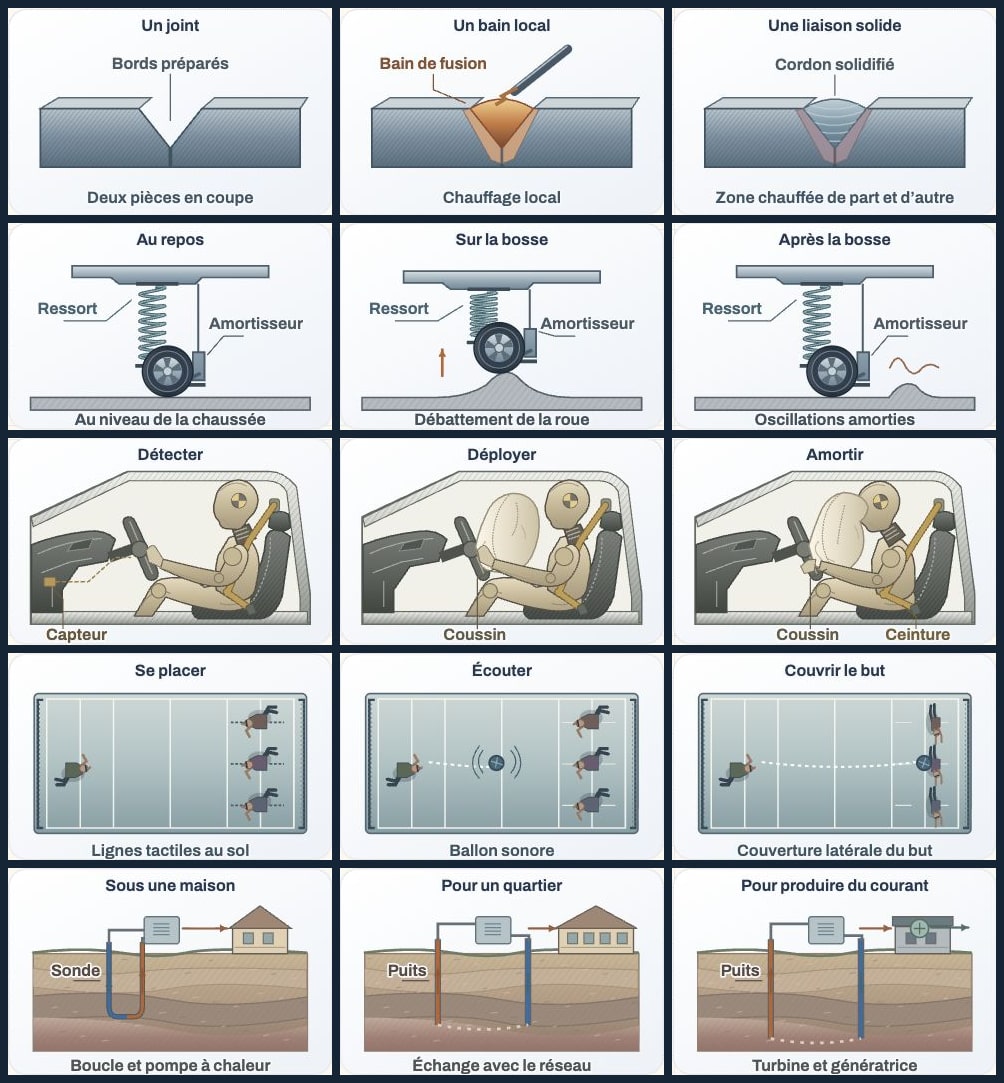 Un joint
Bords préparés
Deux pièces en coupe
Un bain local
Bain de fusion
Chauffage local
Une liaison solide
Cordon solidifié
Zone chauffée de part et d’autre
Au repos
Ressort
Amortisseur
Au niveau de la chaussée
Sur la bosse
Ressort
Amortisseur
Débattement de la roue
Après la bosse
Ressort
Amortisseur
Oscillations amorties
Détecter
Capteur
Déployer
Coussin
Amortir
Coussin
Ceinture
Se placer
Lignes tactiles au sol
Écouter
Ballon sonore
Couvrir le but
Couverture latérale du but
Sous une maison
Sonde
Boucle et pompe à chaleur
Pour un quartier
Puits
Échange avec le réseau
Pour produire du courant
Puits
Turbine et génératrice